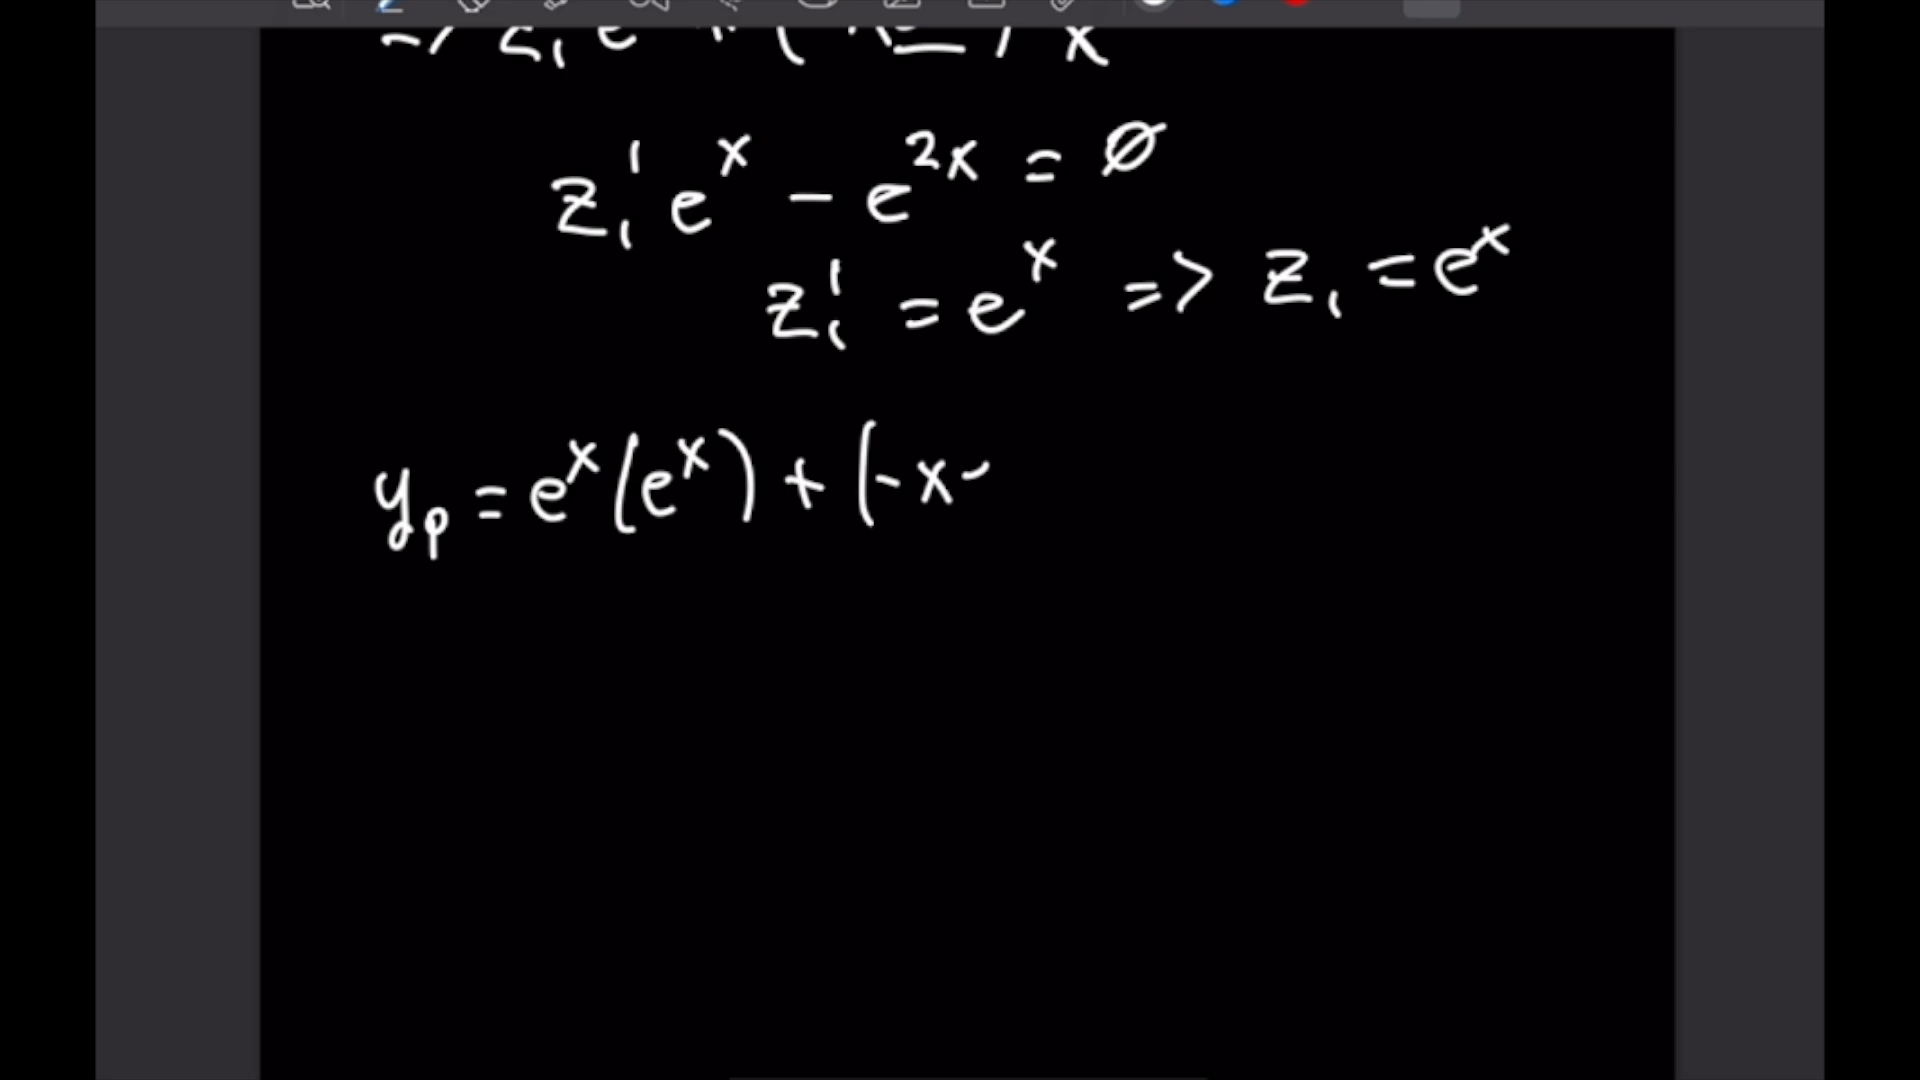 z₁' eˣ - e²ˣ = ∅
z₁' = eˣ => z₁ = eˣ
yₚ = eˣ(eˣ) + (-x-